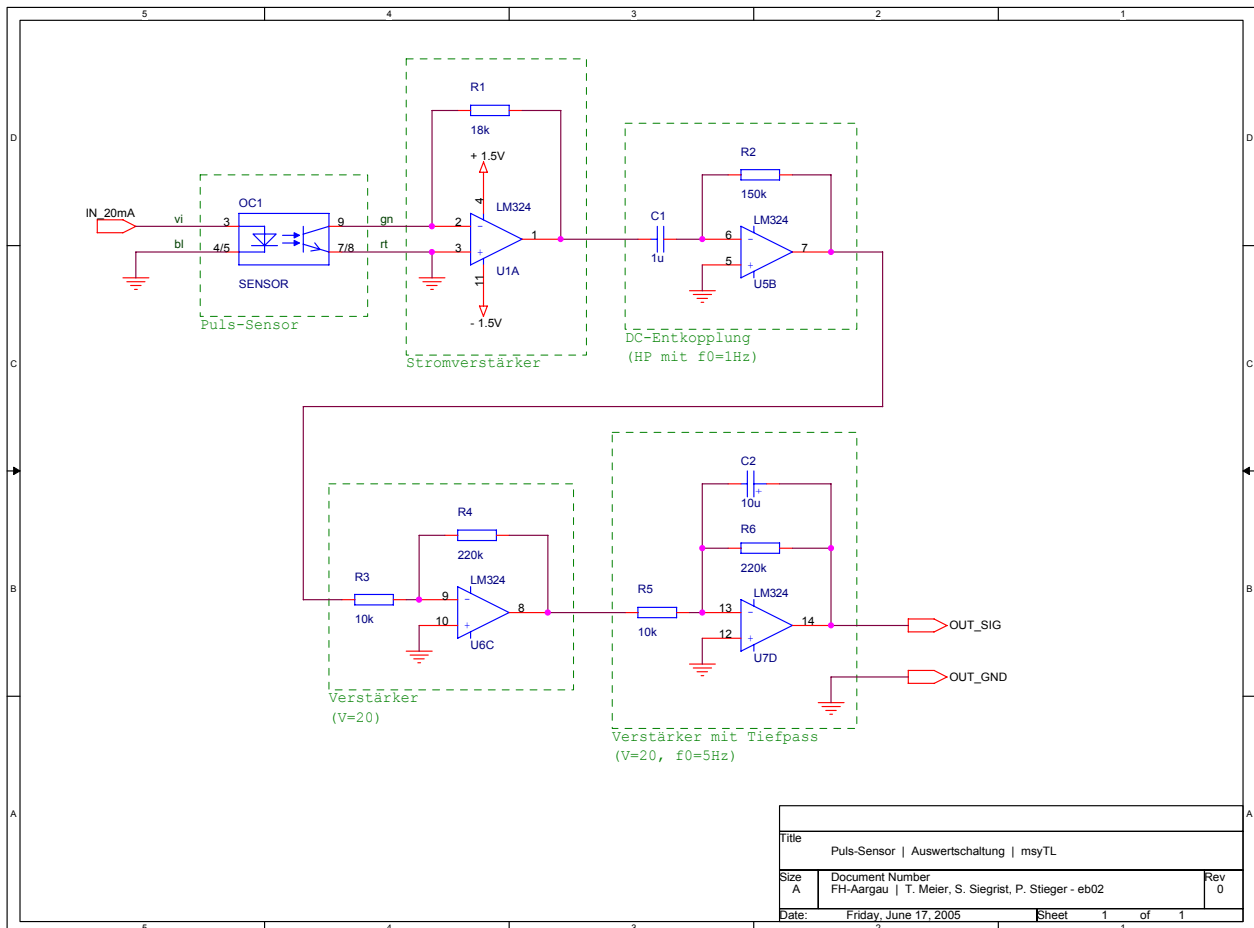 5 4 3 2 1
D D
C C
B B
A A
R1
18k
+ 1.5V
4
LM324
2
-
3
+
1
U1A
11
- 1.5V
Stromverstärker
IN_20mA
vi
bl
OC1
3
4/5
9
7/8
gn
rt
SENSOR
Puls-Sensor
R2
150k
C1
1u
LM324
6
-
5
+
7
U5B
DC-Entkopplung
(HP mit f0=1Hz)
R4
220k
R3
10k
LM324
9
-
10
+
8
U6C
Verstärker
(V=20)
C2
+
10u
R6
220k
R5
10k
LM324
13
-
12
+
14
U7D
OUT_SIG
OUT_GND
Verstärker mit Tiefpass
(V=20, f0=5Hz)
Title
Puls-Sensor | Auswertschaltung | msyTL
Size Document Number Rev
A FH-Aargau | T. Meier, S. Siegrist, P. Stieger - eb02 0
Date: Friday, June 17, 2005 Sheet 1 of 1
5 4 3 2 1